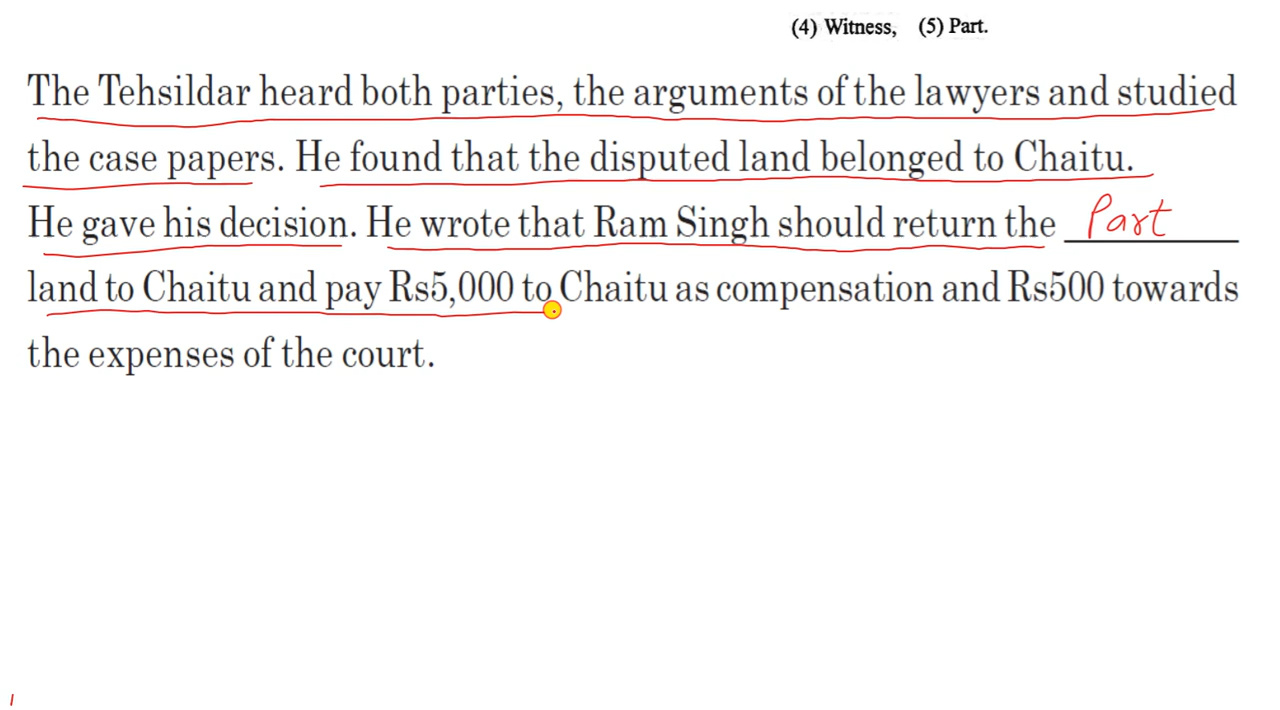 (4) Witness, (5) Part.
The Tehsildar heard both parties, the arguments of the lawyers and studied
the case papers. He found that the disputed land belonged to Chaitu.
He gave his decision. He wrote that Ram Singh should return the Part
land to Chaitu and pay Rs5,000 to Chaitu as compensation and Rs500 towards
the expenses of the court.